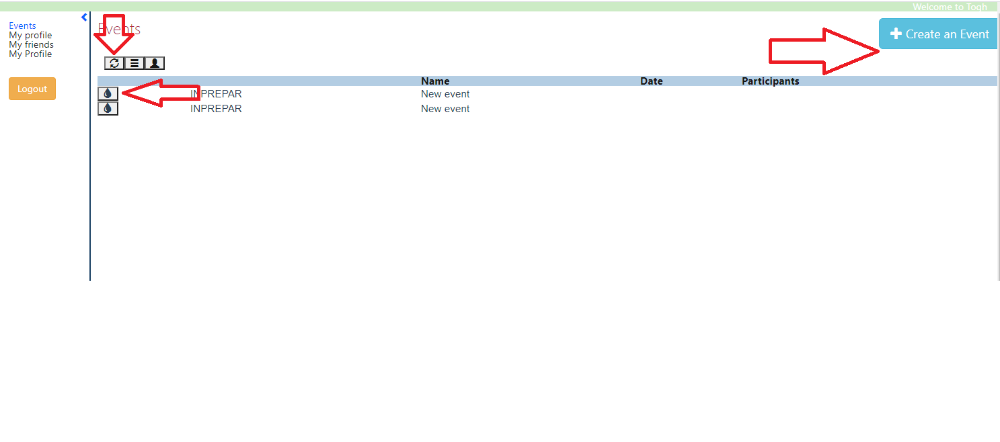 Welcome to Togh
Events
My profile
My friends
My Profile
Logout
Events
Create an Event
Name Date Participants
INPREPAR New event
INPREPAR New event